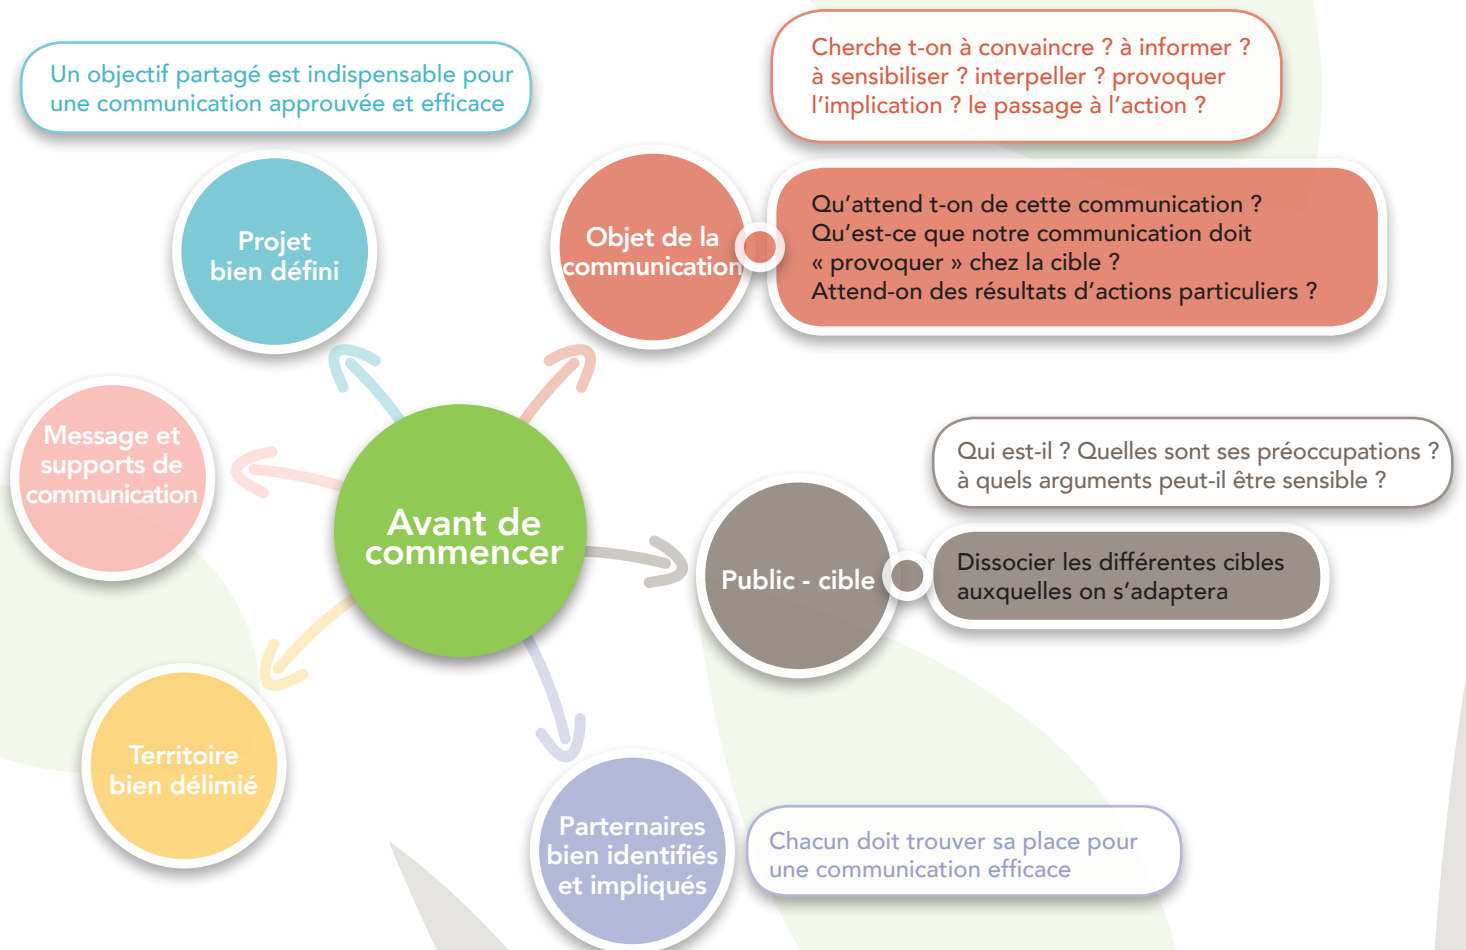 Un objectif partagé est indispensable pour
une communication approuvée et efficace
Cherche t-on à convaincre ? à informer ?
à sensibiliser ? interpeller ? provoquer
l’implication ? le passage à l’action ?
Projet
bien défini
Objet de la
communication
Qu’attend t-on de cette communication ?
Qu’est-ce que notre communication doit
« provoquer » chez la cible ?
Attend-on des résultats d’actions particuliers ?
Message et
supports de
communication
Avant de
commencer
Qui est-il ? Quelles sont ses préoccupations ?
à quels arguments peut-il être sensible ?
Public - cible
Dissocier les différentes cibles
auxquelles on s’adaptera
Territoire
bien délimié
Parternaires
bien identifiés
et impliqués
Chacun doit trouver sa place pour
une communication efficace